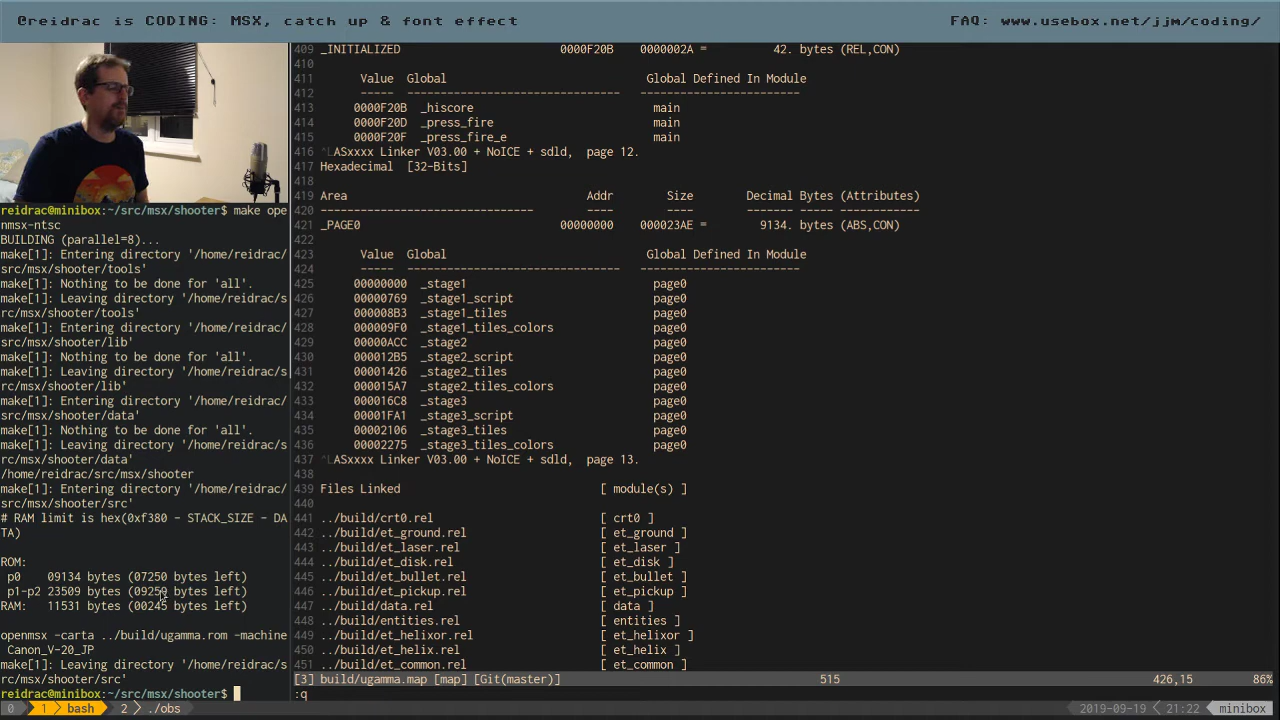 @reidrac is CODING: MSX, catch up & font effect
FAQ: www.usebox.net/jjm/coding/
reidrac@minibox:~/src/msx/shooter$ make ope
nmsx-ntsc
BUILDING (parallel=8)...
make[1]: Entering directory '/home/reidrac/
src/msx/shooter/tools'
make[1]: Nothing to be done for 'all'.
make[1]: Leaving directory '/home/reidrac/s
rc/msx/shooter/tools'
make[1]: Entering directory '/home/reidrac/
src/msx/shooter/lib'
make[1]: Nothing to be done for 'all'.
make[1]: Leaving directory '/home/reidrac/s
rc/msx/shooter/lib'
make[1]: Entering directory '/home/reidrac/
src/msx/shooter/data'
make[1]: Nothing to be done for 'all'.
make[1]: Leaving directory '/home/reidrac/s
rc/msx/shooter/data'
/home/reidrac/src/msx/shooter
make[1]: Entering directory '/home/reidrac/
src/msx/shooter/src'
# RAM limit is hex(0xf380 - STACK_SIZE - DA
TA)
ROM:
p0 09134 bytes (07250 bytes left)
p1-p2 23509 bytes (09259 bytes left)
RAM: 11531 bytes (00245 bytes left)
openmsx -carta ../build/ugamma.rom -machine
Canon_V-20_JP
make[1]: Leaving directory '/home/reidrac/s
rc/msx/shooter/src'
reidrac@minibox:~/src/msx/shooter$
409 _INITIALIZED 0000F20B 0000002A = 42. bytes (REL,CON)
410
411 Value Global Global Defined In Module
412 ----- -------------------------------- ------------------------
413 0000F20B _hiscore main
414 0000F20D _press_fire main
415 0000F20F _press_fire_e main
416 ^LASxxxx Linker V03.00 + NoICE + sdld, page 12.
417 Hexadecimal [32-Bits]
418
419 Area Addr Size Decimal Bytes (Attributes)
420 -------------------------------- ---- ---- ------- ----- ------------
421 _PAGE0 00000000 000023AE = 9134. bytes (ABS,CON)
422
423 Value Global Global Defined In Module
424 ----- -------------------------------- ------------------------
425 00000000 _stage1 page0
426 00000769 _stage1_script page0
427 000008B3 _stage1_tiles page0
428 000009F0 _stage1_tiles_colors page0
429 00000ACC _stage2 page0
430 000012B5 _stage2_script page0
431 00001426 _stage2_tiles page0
432 000015A7 _stage2_tiles_colors page0
433 000016C8 _stage3 page0
434 00001FA1 _stage3_script page0
435 00002106 _stage3_tiles page0
436 00002275 _stage3_tiles_colors page0
437 ^LASxxxx Linker V03.00 + NoICE + sdld, page 13.
438
439 Files Linked [ module(s) ]
440
441 ../build/crt0.rel [ crt0 ]
442 ../build/et_ground.rel [ et_ground ]
443 ../build/et_laser.rel [ et_laser ]
444 ../build/et_disk.rel [ et_disk ]
445 ../build/et_bullet.rel [ et_bullet ]
446 ../build/et_pickup.rel [ et_pickup ]
447 ../build/data.rel [ data ]
448 ../build/entities.rel [ entities ]
449 ../build/et_helixor.rel [ et_helixor ]
450 ../build/et_helix.rel [ et_helix ]
451 ../build/et_common.rel [ et_common ]
[3] build/ugamma.map [map] [Git(master)] 515 426,15 86%
:q
0 1 bash 2 ./obs 2019-09-19 21:22 minibox